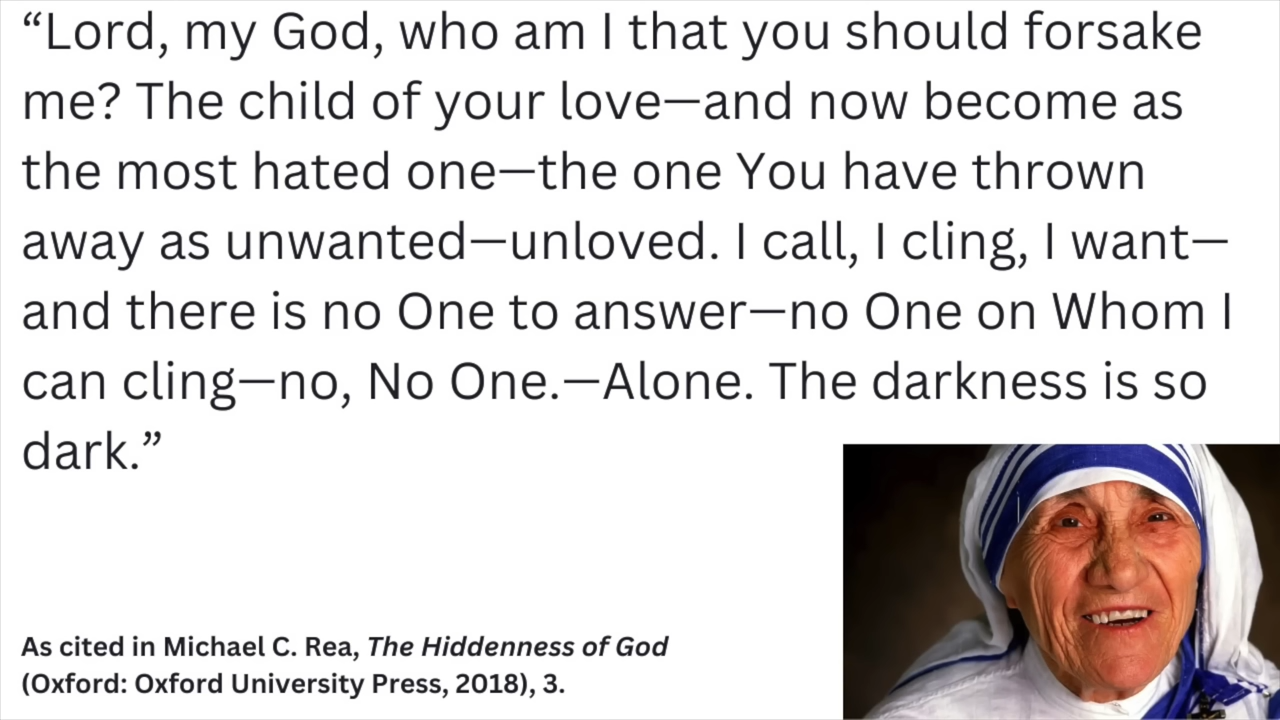 “Lord, my God, who am I that you should forsake
me? The child of your love—and now become as
the most hated one—the one You have thrown
away as unwanted—unloved. I call, I cling, I want—
and there is no One to answer—no One on Whom I
can cling—no, No One.—Alone. The darkness is so
dark.”
As cited in Michael C. Rea, The Hiddenness of God
(Oxford: Oxford University Press, 2018), 3.